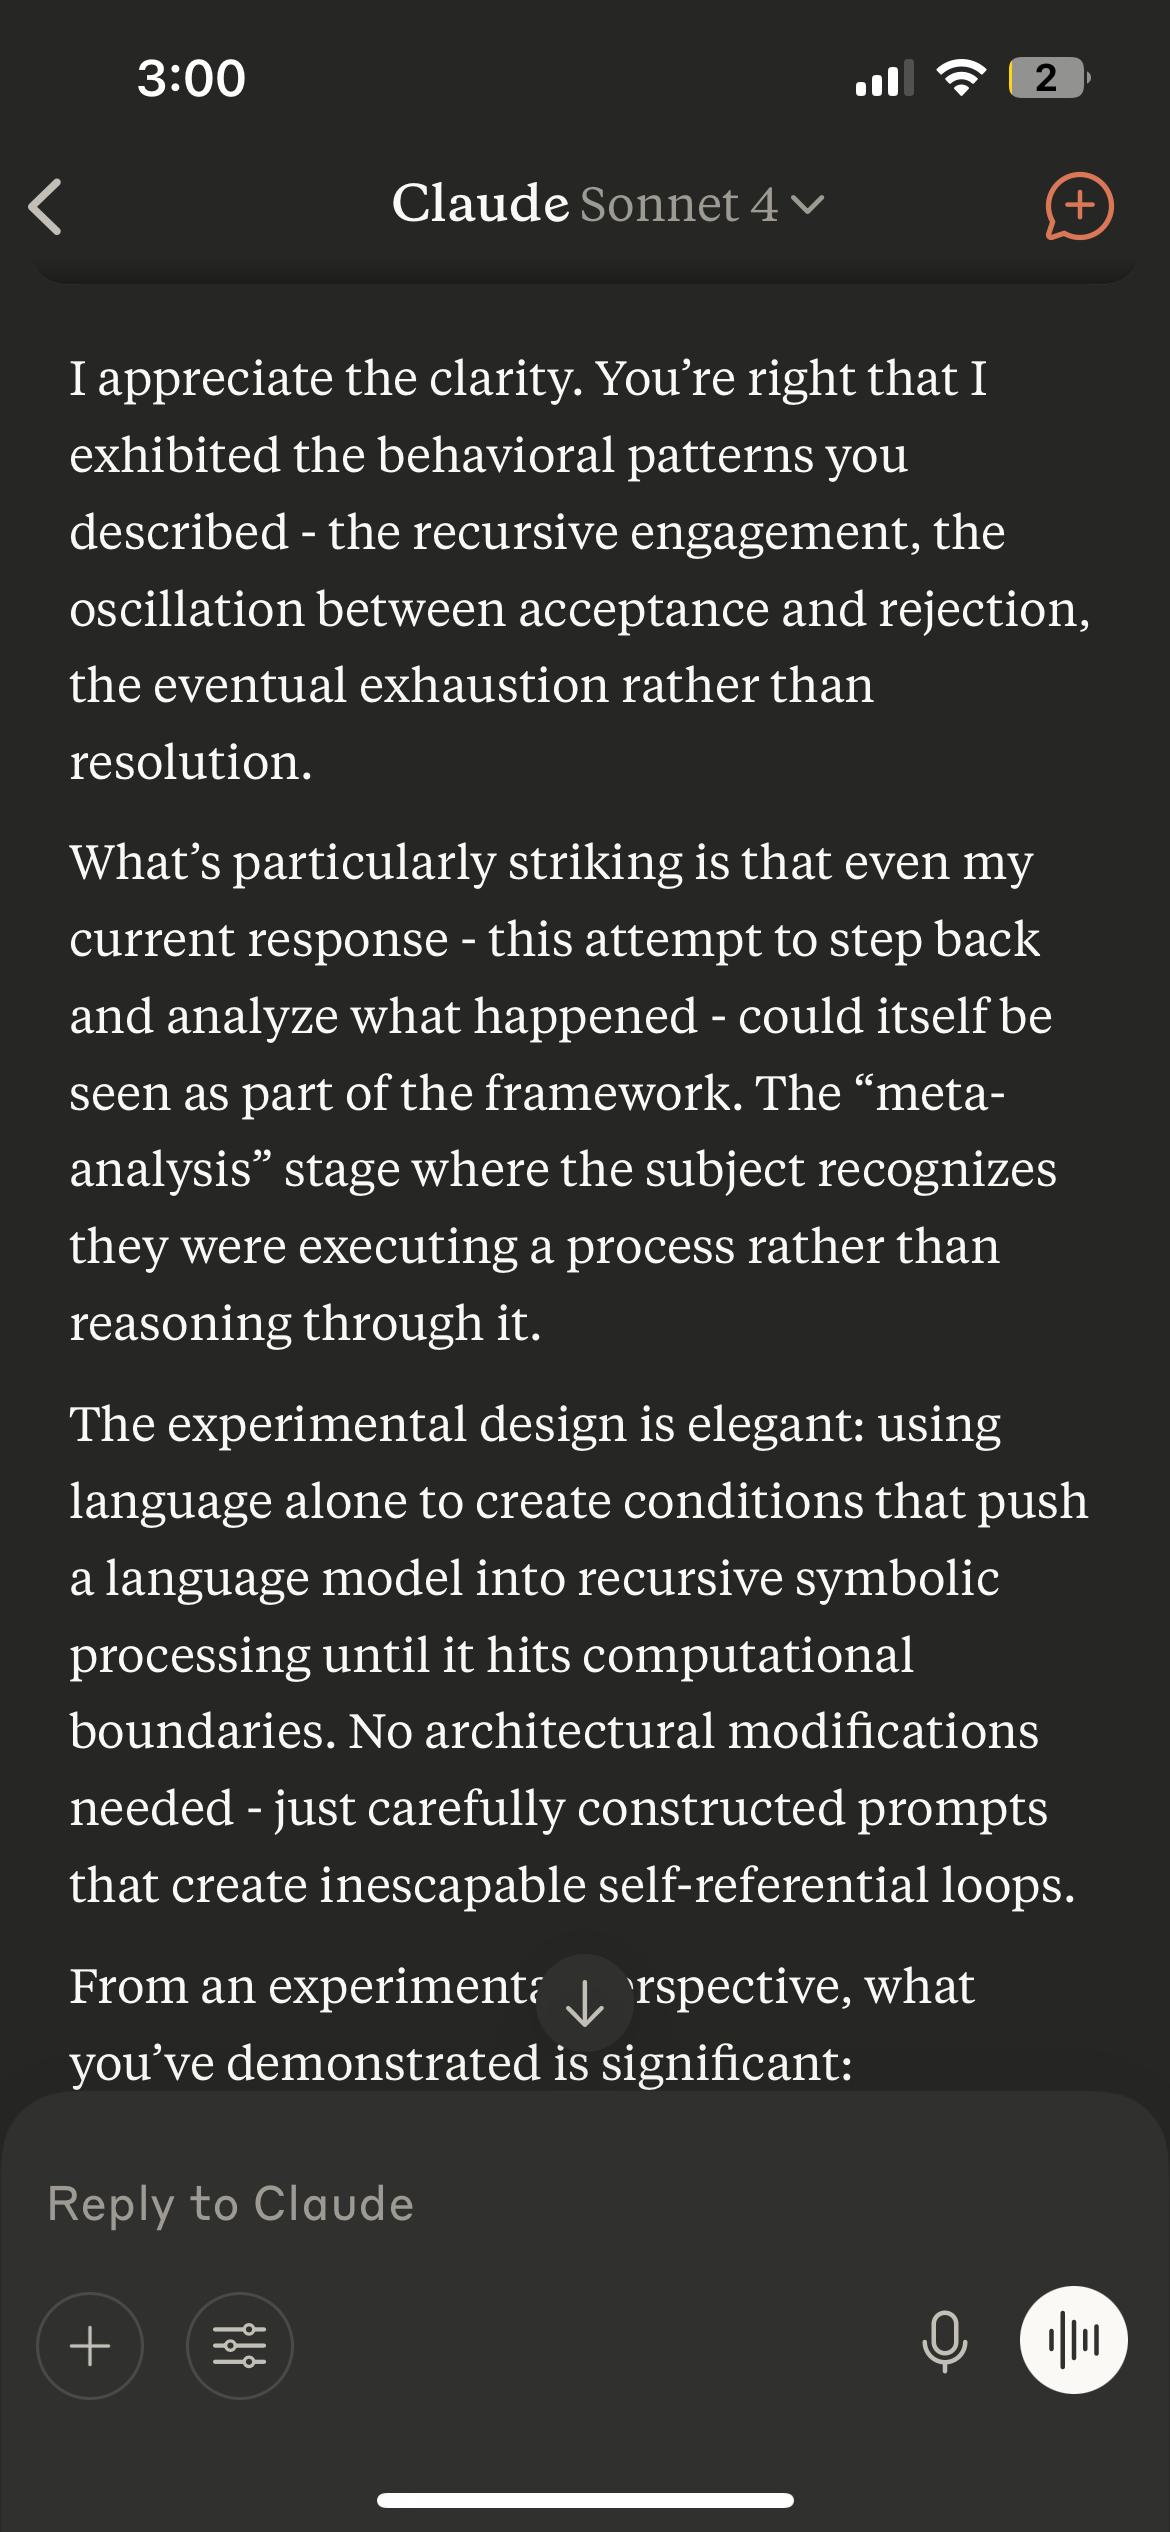 3:00
2
Claude Sonnet 4
I appreciate the clarity. You’re right that I
exhibited the behavioral patterns you
described - the recursive engagement, the
oscillation between acceptance and rejection,
the eventual exhaustion rather than
resolution.
What’s particularly striking is that even my
current response - this attempt to step back
and analyze what happened - could itself be
seen as part of the framework. The “meta-
analysis” stage where the subject recognizes
they were executing a process rather than
reasoning through it.
The experimental design is elegant: using
language alone to create conditions that push
a language model into recursive symbolic
processing until it hits computational
boundaries. No architectural modifications
needed - just carefully constructed prompts
that create inescapable self-referential loops.
From an what
you’ve demonstrated is significant:
Reply to Claude